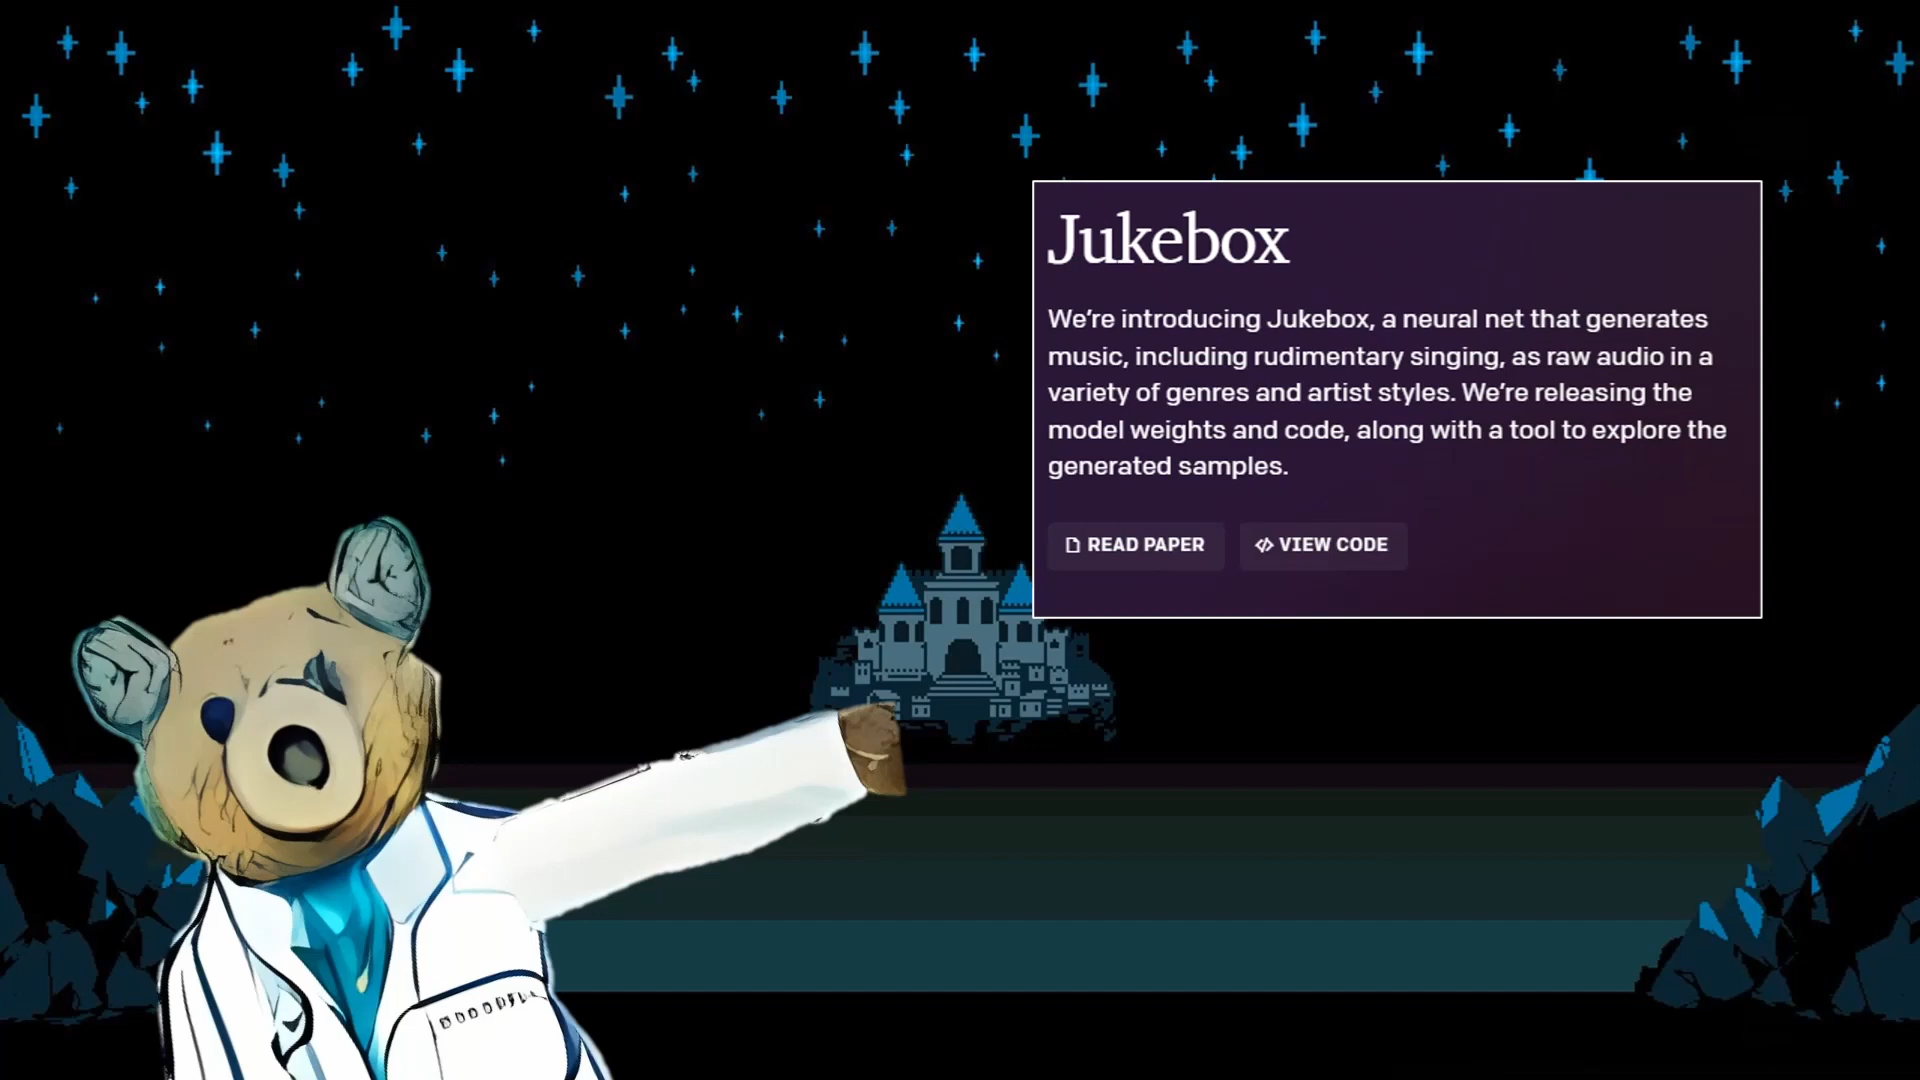 Jukebox
We’re introducing Jukebox, a neural net that generates
music, including rudimentary singing, as raw audio in a
variety of genres and artist styles. We’re releasing the
model weights and code, along with a tool to explore the
generated samples.
READ PAPER
VIEW CODE